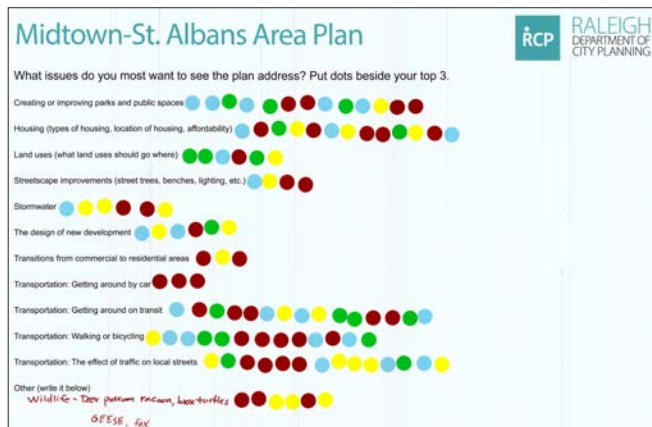 Midtown-St. Albans Area Plan
RCP
RALEIGH
DEPARTMENT OF
CITY PLANNING
What issues do you most want to see the plan address? Put dots beside your top 3.
Creating or improving parks and public spaces
Housing (types of housing, location of housing, affordability)
Land uses (what land uses should go where)
Streetscape improvements (street trees, benches, lighting, etc.)
Stormwater
The design of new development
Transitions from commercial to residential areas
Transportation: Getting around by car
Transportation: Getting around on transit
Transportation: Walking or bicycling
Transportation: The effect of traffic on local streets
Other (write it below)
Wildlife - Deer possum racoon, box turtles
GEESE, Fox